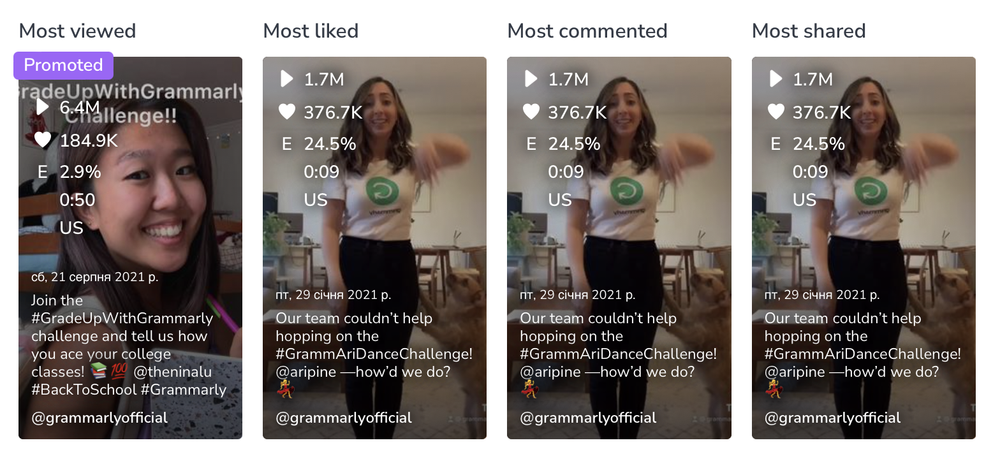 Most viewed
Promoted
GradeUpWithGrammarly
Challenge!!
6.4M
184.9K
E 2.9%
0:50
US
сб, 21 серпня 2021 р.
Join the
#GradeUpWithGrammarly
challenge and tell us how
you ace your college
classes! 📚 💯 @theninalu
#BackToSchool #Grammarly
@grammarlyofficial
Most liked
1.7M
376.7K
E 24.5%
0:09
US
пт, 29 січня 2021 р.
Our team couldn’t help
hopping on the
#GrammAriDanceChallenge!
@aripine —how’d we do?
💃
@grammarlyofficial
Most commented
1.7M
376.7K
E 24.5%
0:09
US
пт, 29 січня 2021 р.
Our team couldn’t help
hopping on the
#GrammAriDanceChallenge!
@aripine —how’d we do?
💃
@grammarlyofficial
Most shared
1.7M
376.7K
E 24.5%
0:09
US
пт, 29 січня 2021 р.
Our team couldn’t help
hopping on the
#GrammAriDanceChallenge!
@aripine —how’d we do?
💃
@grammarlyofficial